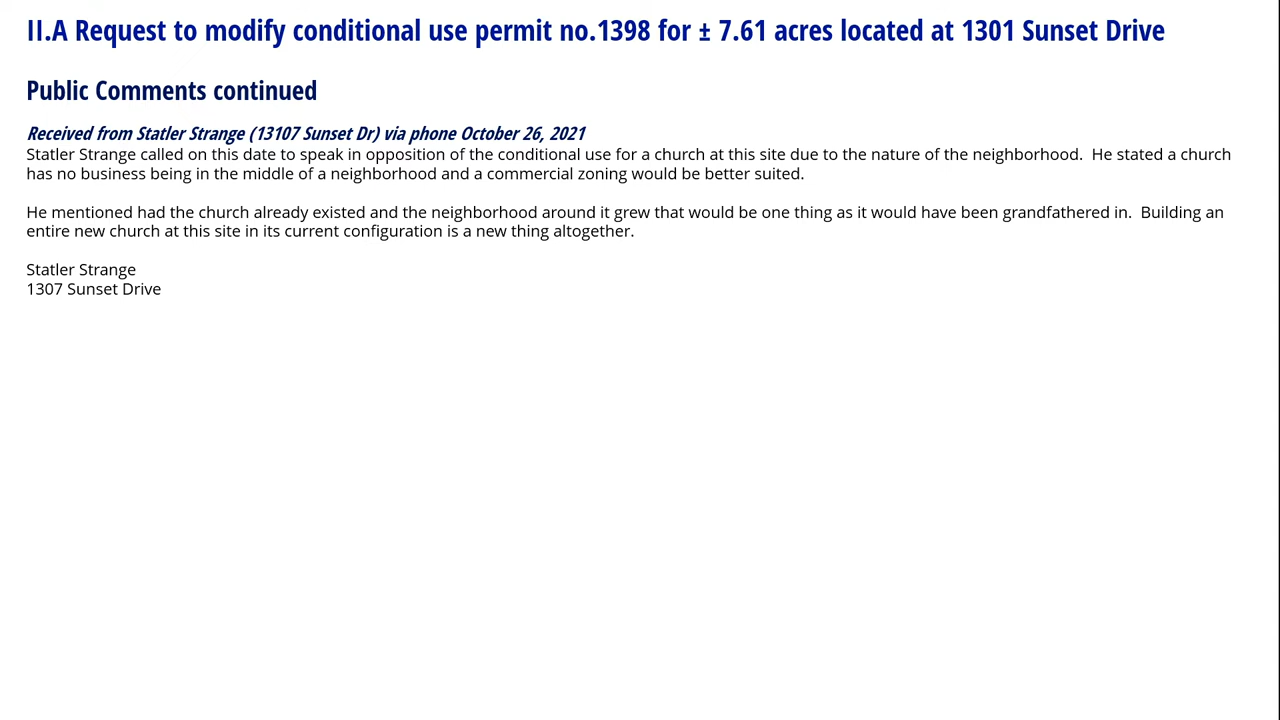 II.A Request to modify conditional use permit no.1398 for ± 7.61 acres located at 1301 Sunset Drive
Public Comments continued
Received from Statler Strange (13107 Sunset Dr) via phone October 26, 2021
Statler Strange called on this date to speak in opposition of the conditional use for a church at this site due to the nature of the neighborhood.  He stated a church
has no business being in the middle of a neighborhood and a commercial zoning would be better suited.
He mentioned had the church already existed and the neighborhood around it grew that would be one thing as it would have been grandfathered in.  Building an
entire new church at this site in its current configuration is a new thing altogether.
Statler Strange
1307 Sunset Drive